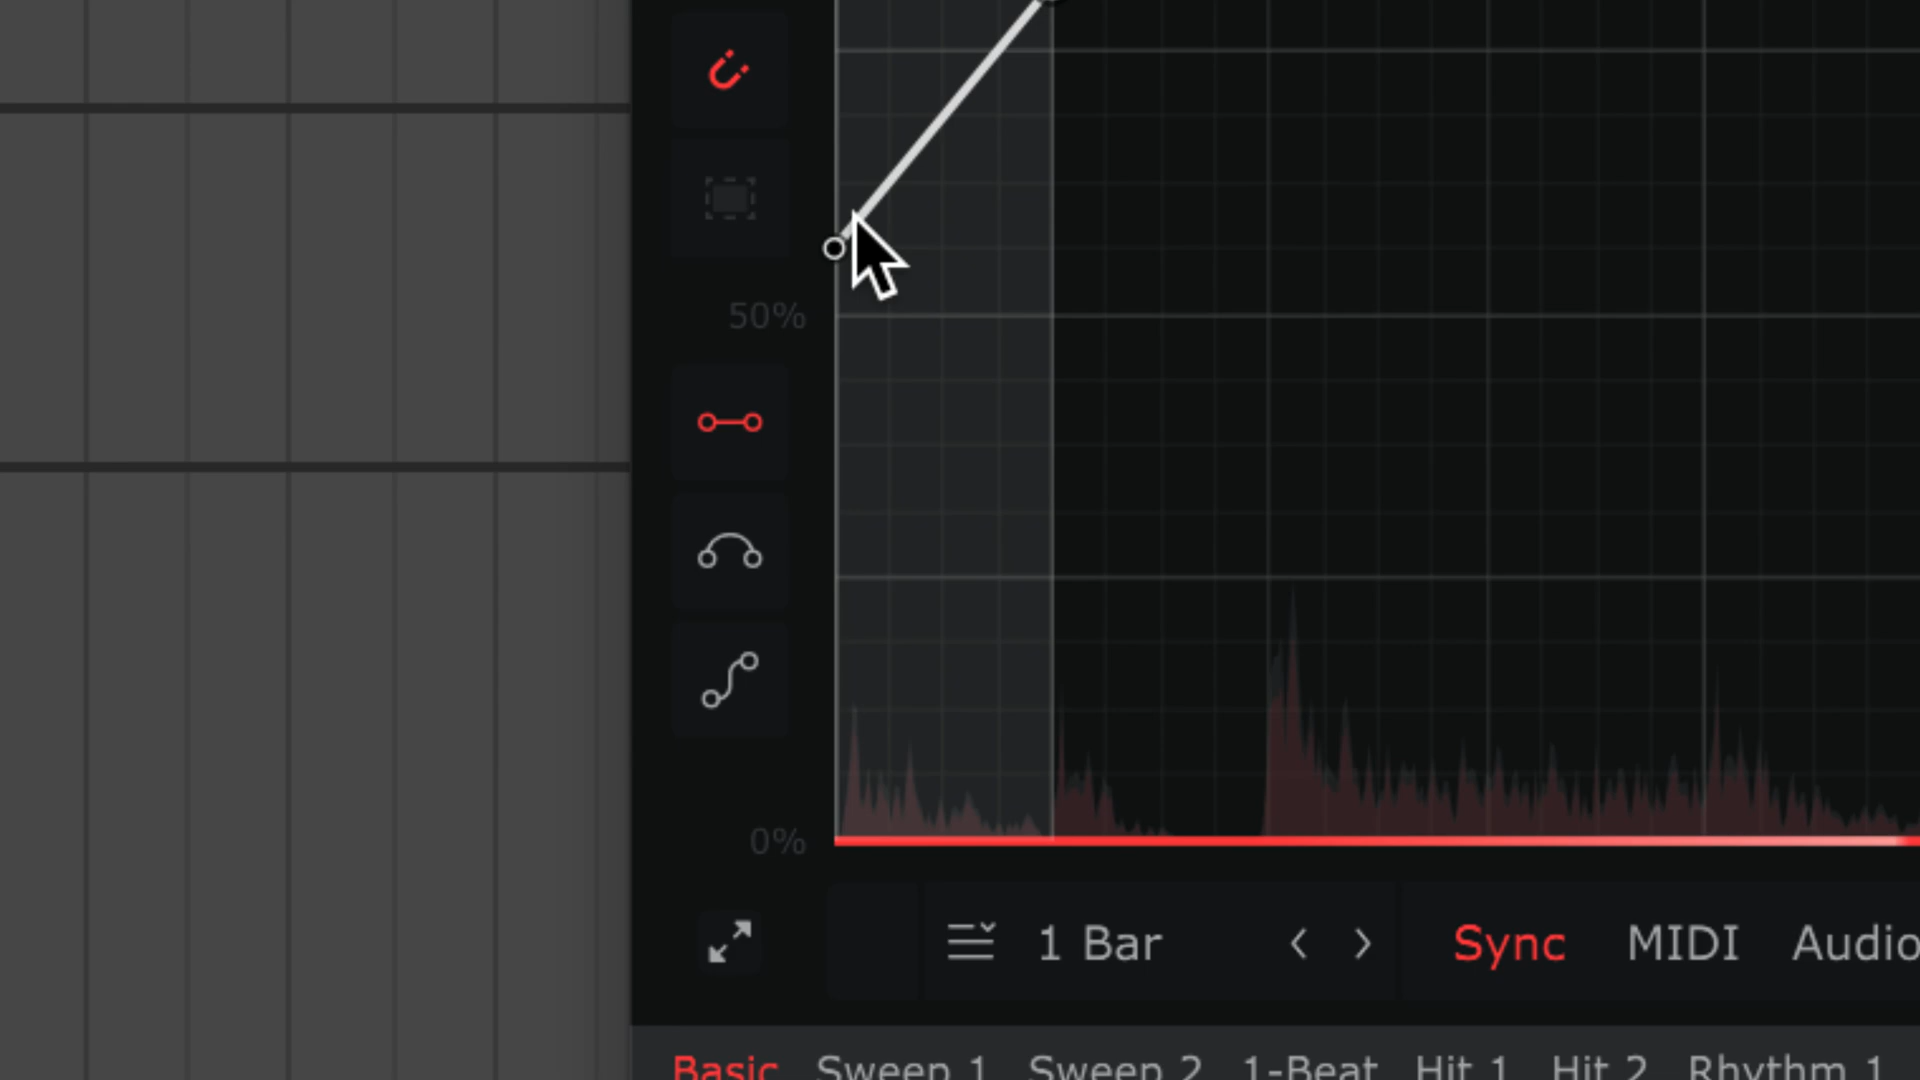 50%
0%
1 Bar Sync MIDI Audio
Basic Sweep 1 Sweep 2 1-Beat Hit 1 Hit 2 Rhythm 1